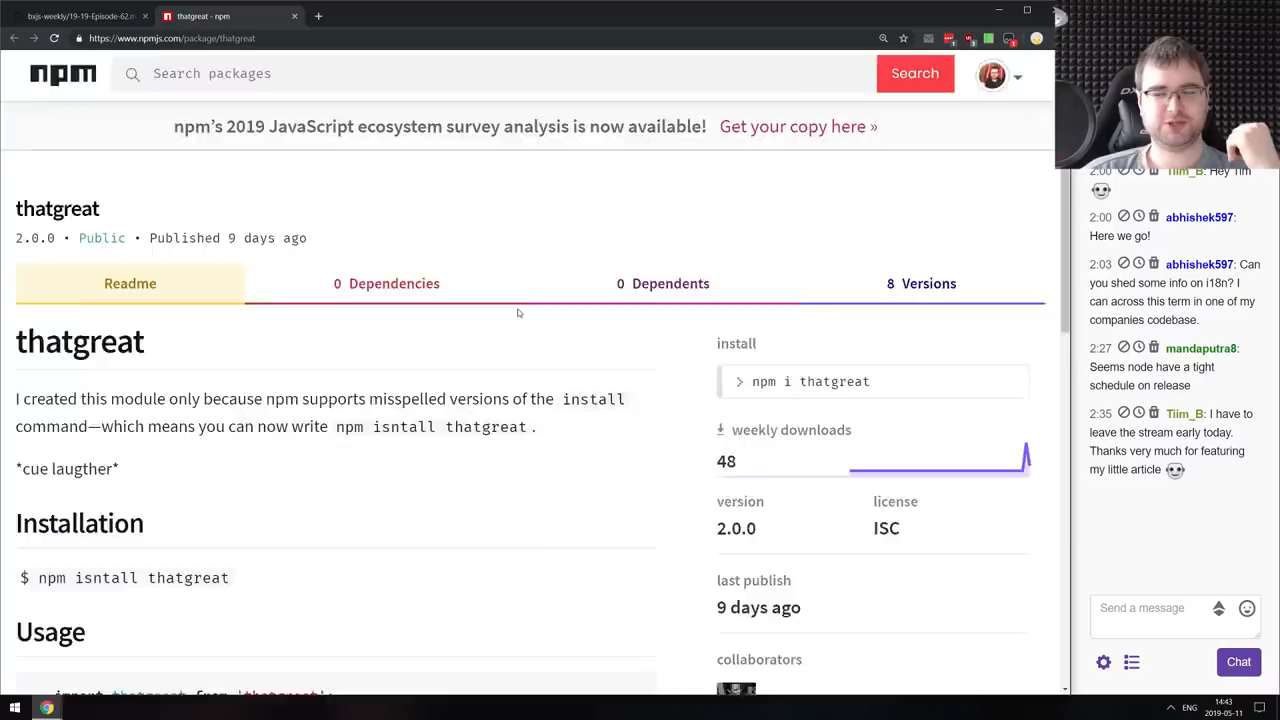 bxjs-weekly/19-19-Episode-62.m
thatgreat - npm
https://www.npmjs.com/package/thatgreat
npm
Search packages
Search
npm’s 2019 JavaScript ecosystem survey analysis is now available! Get your copy here »
thatgreat
2.0.0 • Public • Published 9 days ago
Readme
0 Dependencies
0 Dependents
8 Versions
thatgreat
I created this module only because npm supports misspelled versions of the install
command—which means you can now write npm isntall thatgreat.
*cue laugther*
Installation
$ npm isntall thatgreat
Usage
import thatgreat from 'thatgreat';
install
> npm i thatgreat
weekly downloads
48
version
2.0.0
license
ISC
last publish
9 days ago
collaborators
2:00 Tiim_B: Hey Tim
2:00 abhishek597:
Here we go!
2:03 abhishek597: Can
you shed some info on i18n? I
can across this term in one of my
companies codebase.
2:27 mandaputra8:
Seems node have a tight
schedule on release
2:35 Tiim_B: I have to
leave the stream early today.
Thanks very much for featuring
my little article
Send a message
Chat
ENG
14:43
2019-05-11